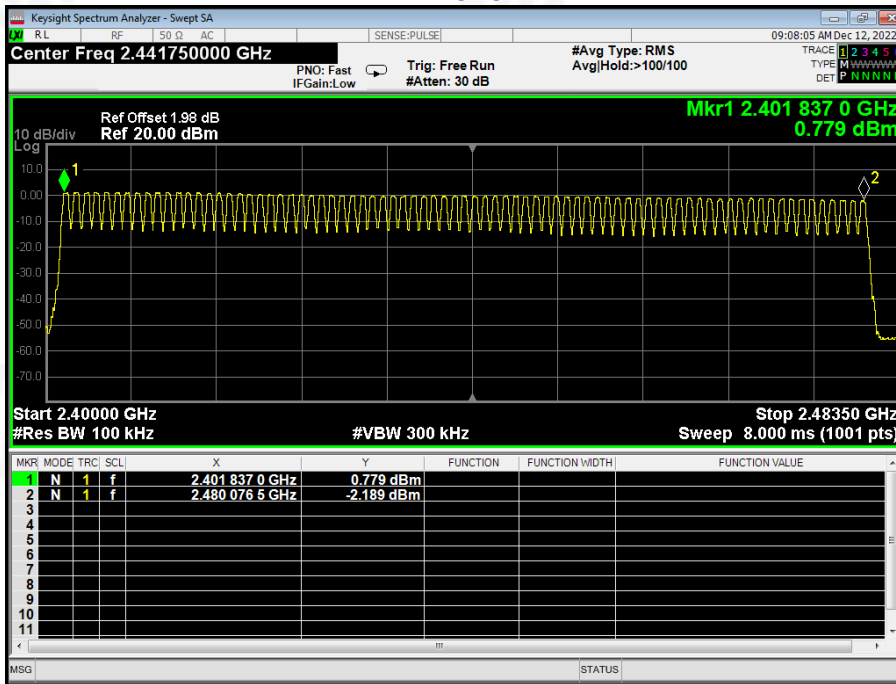 Keysight Spectrum Analyzer - Swept SA
LXI RL RF 50 Ω AC SENSE:PULSE 09:08:05 AM Dec 12, 2022
Center Freq 2.441750000 GHz #Avg Type: RMS TRACE 1 2 3 4 5
PNO: Fast Trig: Free Run Avg|Hold:>100/100 TYPE M WWWWW
IFGain:Low #Atten: 30 dB DET P N N N N
Mkr1 2.401 837 0 GHz
Ref Offset 1.98 dB
10 dB/div Ref 20.00 dBm 0.779 dBm
Log
10.0
1
2
0.00
-10.0
-20.0
-30.0
-40.0
-50.0
-60.0
-70.0
Start 2.40000 GHz Stop 2.48350 GHz
#Res BW 100 kHz #VBW 300 kHz Sweep 8.000 ms (1001 pts)
MKR MODE TRC SCL X Y FUNCTION FUNCTION WIDTH FUNCTION VALUE
1 N 1 f 2.401 837 0 GHz 0.779 dBm
2 N 1 f 2.480 076 5 GHz -2.189 dBm
3
4
5
6
7
8
9
10
11
MSG STATUS